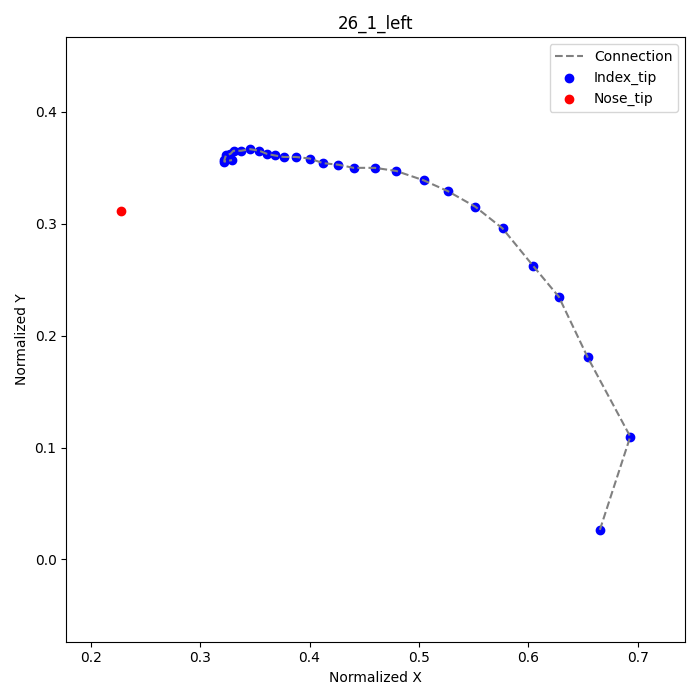 26_1_left
Connection
Index_tip
Nose_tip
0.4
0.3
0.2
0.1
0.0
Normalized Y
0.2 0.3 0.4 0.5 0.6 0.7
Normalized X